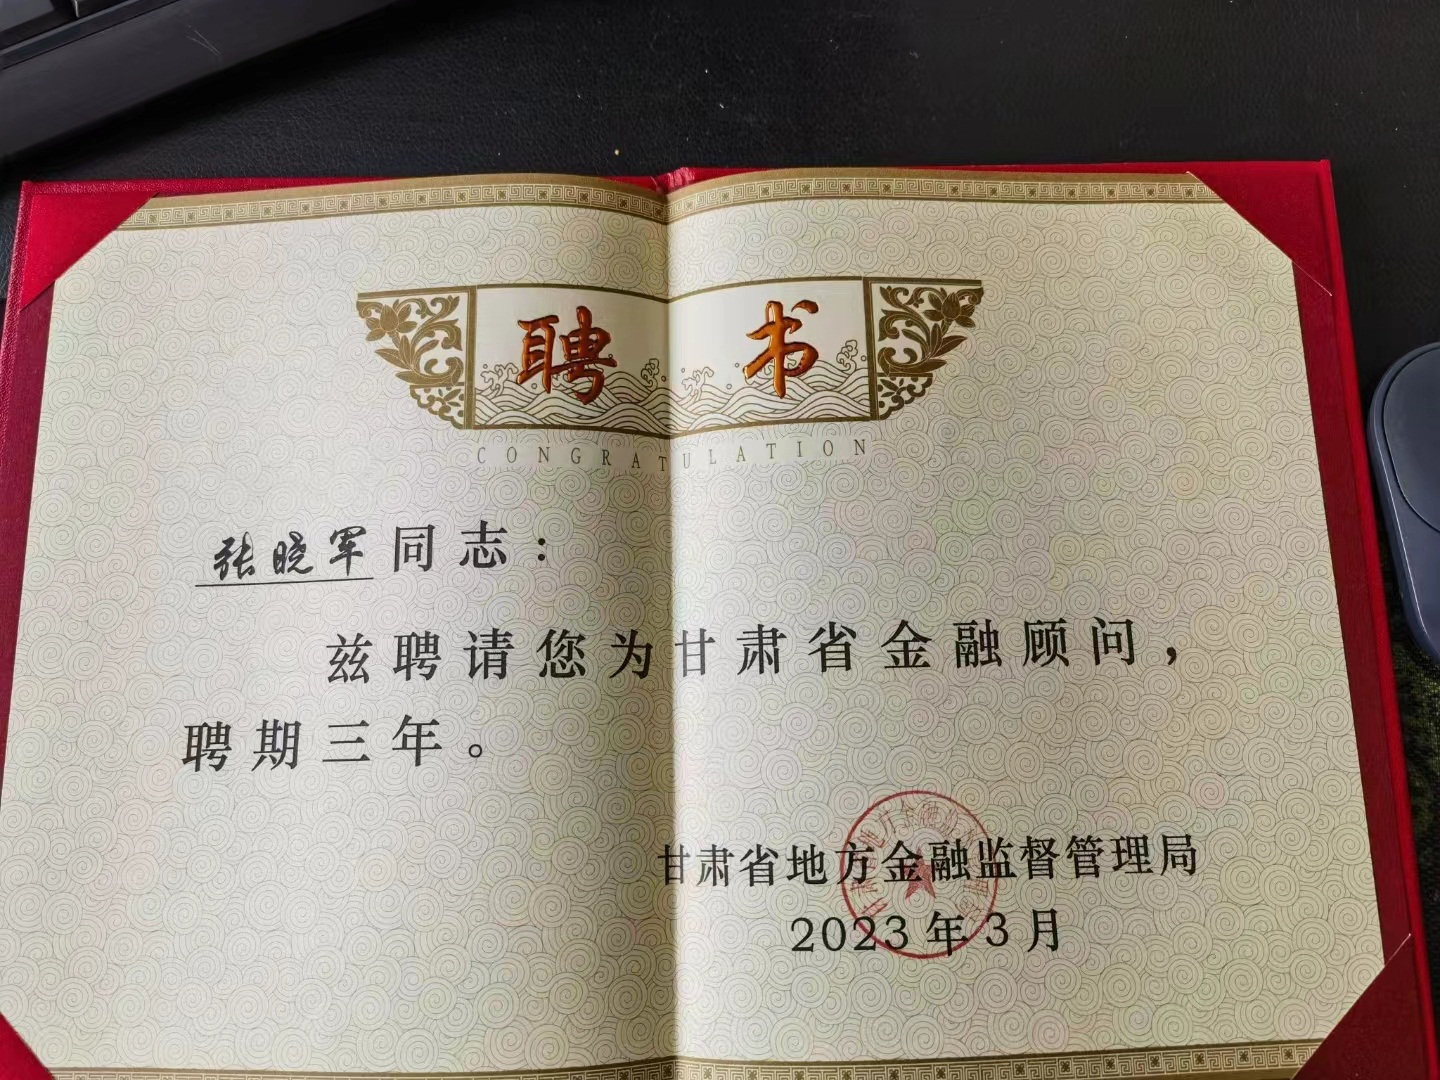 聘书
CONGRATULATION
张晓军同志：
兹聘请您为甘肃省金融顾问，
聘期三年。
甘肃省地方金融监督管理局
2023年3月